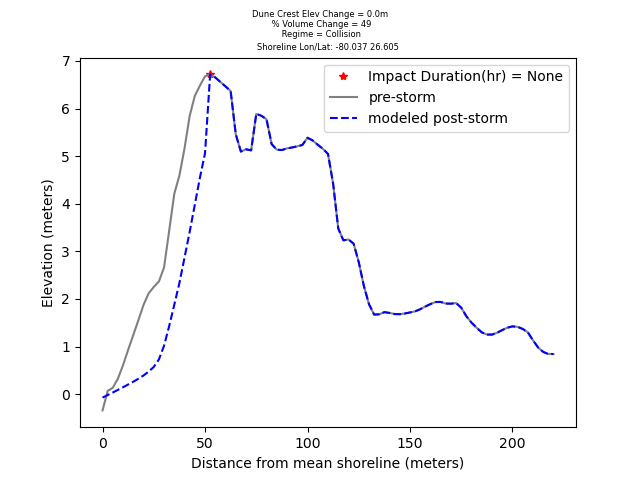 Dune Crest Elev Change = 0.0m
% Volume Change = 49
Regime = Collision
Shoreline Lon/Lat: -80.037 26.605
Impact Duration(hr) = None
pre-storm
modeled post-storm
7
6
5
4
3
2
1
0
Elevation (meters)
0 50 100 150 200
Distance from mean shoreline (meters)